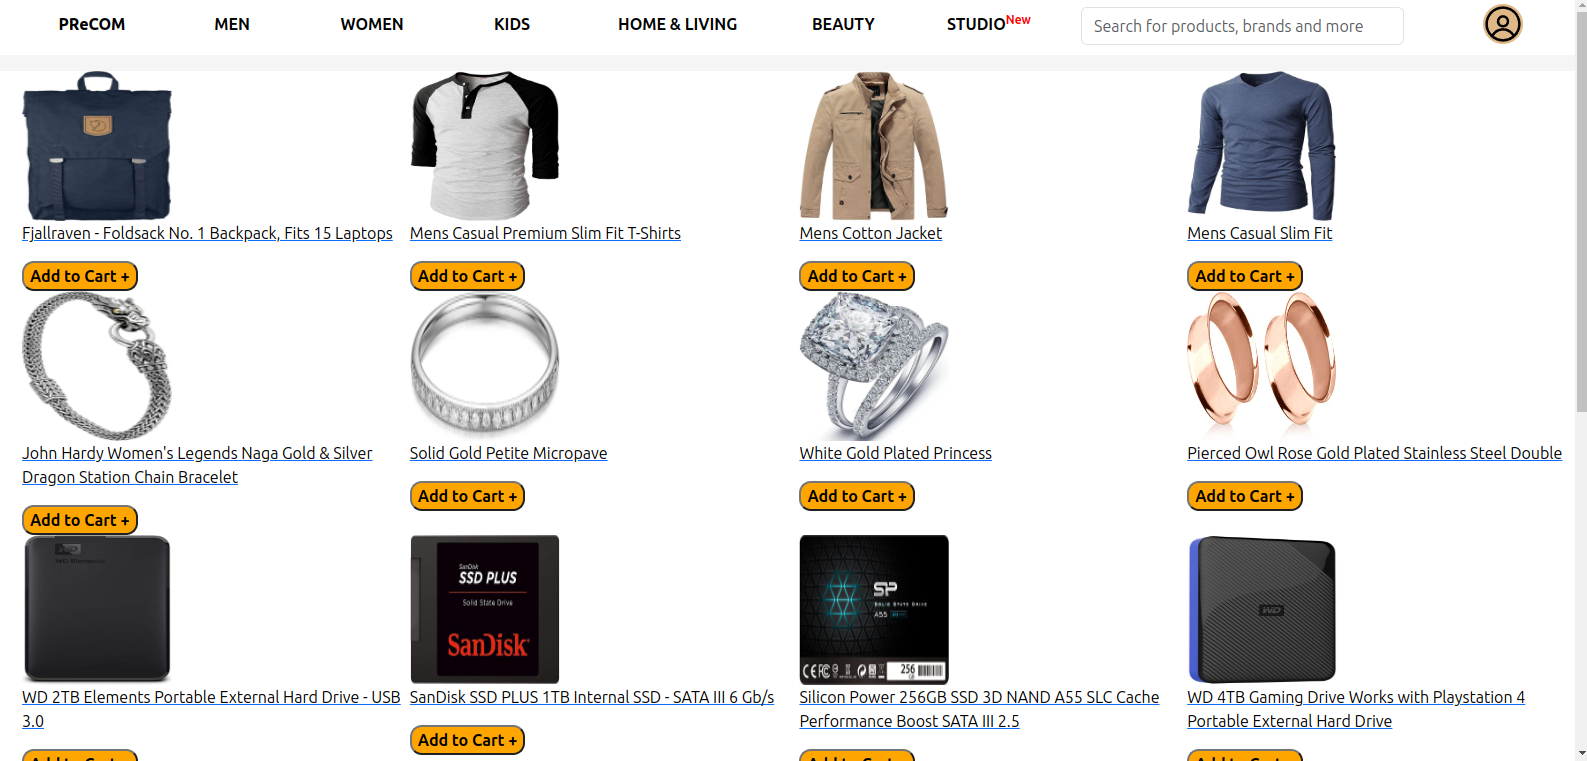 PReCOM MEN WOMEN KIDS HOME & LIVING BEAUTY STUDIONew Search for products, brands and more
Fjallraven - Foldsack No. 1 Backpack, Fits 15 Laptops
Add to Cart +
Mens Casual Premium Slim Fit T-Shirts
Add to Cart +
Mens Cotton Jacket
Add to Cart +
Mens Casual Slim Fit
Add to Cart +
John Hardy Women's Legends Naga Gold & Silver
Dragon Station Chain Bracelet
Add to Cart +
Solid Gold Petite Micropave
Add to Cart +
White Gold Plated Princess
Add to Cart +
Pierced Owl Rose Gold Plated Stainless Steel Double
Add to Cart +
WD
WD Elements
WD 2TB Elements Portable External Hard Drive - USB
3.0
SanDisk
SSD PLUS
Solid State Drive
SanDisk
SanDisk SSD PLUS 1TB Internal SSD - SATA III 6 Gb/s
Add to Cart +
SP
SOLID STATE DRIVE
A55
256
Silicon Power 256GB SSD 3D NAND A55 SLC Cache
Performance Boost SATA III 2.5
WD
WD 4TB Gaming Drive Works with Playstation 4
Portable External Hard Drive